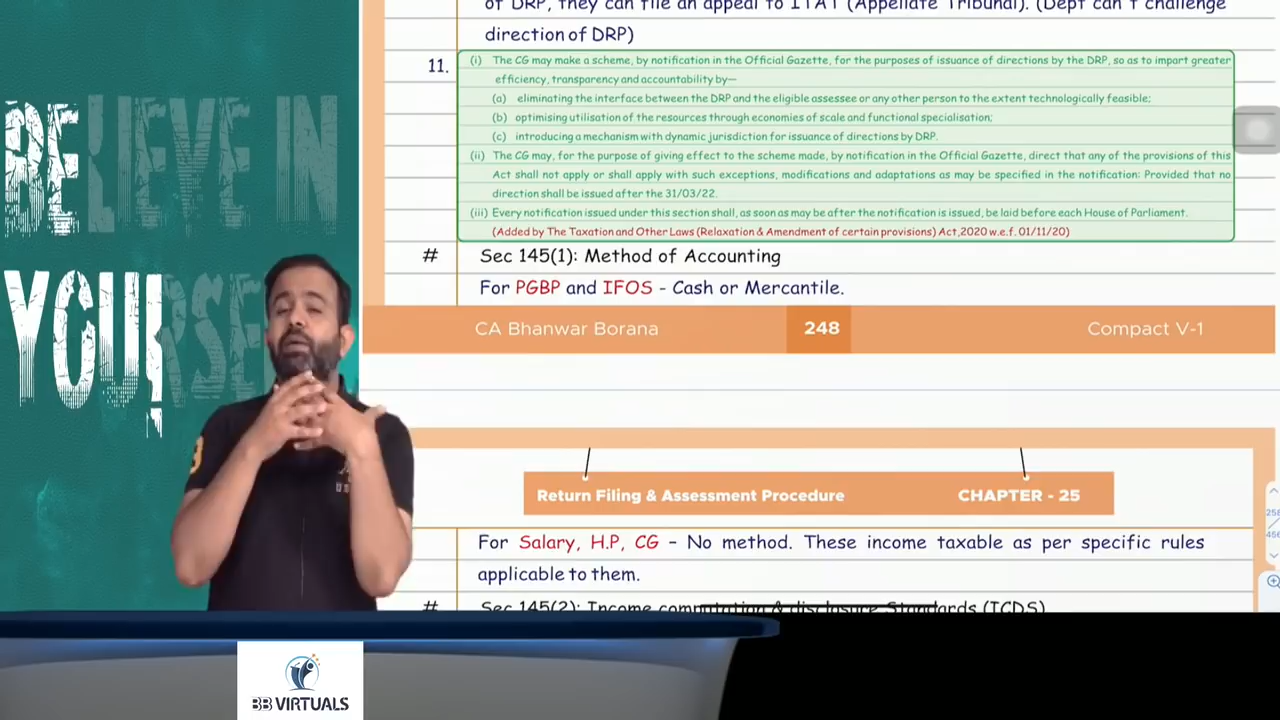 BELIEVE IN
YOURSE
of DRP, they can file an appeal to ITAT (Appellate Tribunal). (Dept can't challenge
direction of DRP)
11.
(i) The CG may make a scheme, by notification in the Official Gazette, for the purposes of issuance of directions by the DRP, so as to impart greater
efficiency, transparency and accountability by—
(a) eliminating the interface between the DRP and the eligible assessee or any other person to the extent technologically feasible;
(b) optimising utilisation of the resources through economies of scale and functional specialisation;
(c) introducing a mechanism with dynamic jurisdiction for issuance of directions by DRP.
(ii) The CG may, for the purpose of giving effect to the scheme made, by notification in the Official Gazette, direct that any of the provisions of this
Act shall not apply or shall apply with such exceptions, modifications and adaptations as may be specified in the notification: Provided that no
direction shall be issued after the 31/03/22.
(iii) Every notification issued under this section shall, as soon as may be after the notification is issued, be laid before each House of Parliament.
(Added by The Taxation and Other Laws (Relaxation & Amendment of certain provisions) Act,2020 w.e.f. 01/11/20)
# Sec 145(1): Method of Accounting
For PGBP and IFOS - Cash or Mercantile.
CA Bhanwar Borana 248 Compact V-1
Return Filing & Assessment Procedure CHAPTER - 25
For Salary, H.P, CG – No method. These income taxable as per specific rules
applicable to them.
# Sec 145(2): Income computation & disclosure Standards (ICDS)
BB VIRTUALS